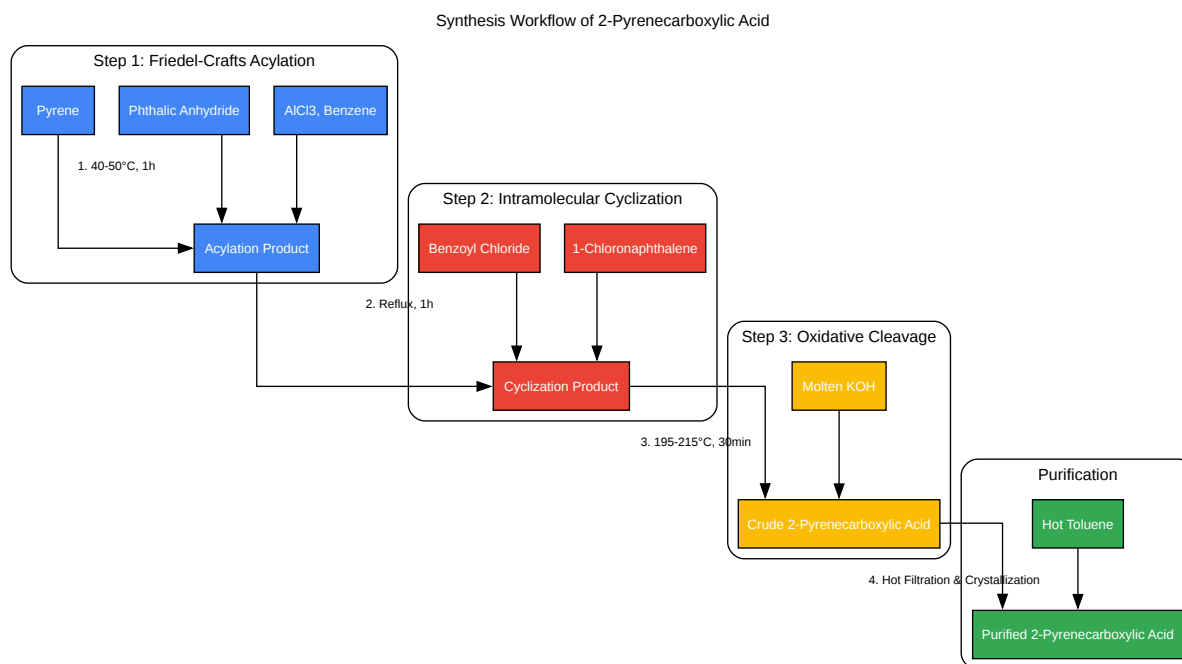 Synthesis Workflow of 2-Pyrenecarboxylic Acid
Step 1: Friedel-Crafts Acylation
Pyrene
Phthalic Anhydride
AlCl3, Benzene
1. 40-50°C, 1h
Acylation Product
Step 2: Intramolecular Cyclization
Benzoyl Chloride
1-Chloronaphthalene
2. Reflux, 1h
Cyclization Product
Step 3: Oxidative Cleavage
Molten KOH
3. 195-215°C, 30min
Crude 2-Pyrenecarboxylic Acid
Purification
Hot Toluene
4. Hot Filtration & Crystallization
Purified 2-Pyrenecarboxylic Acid